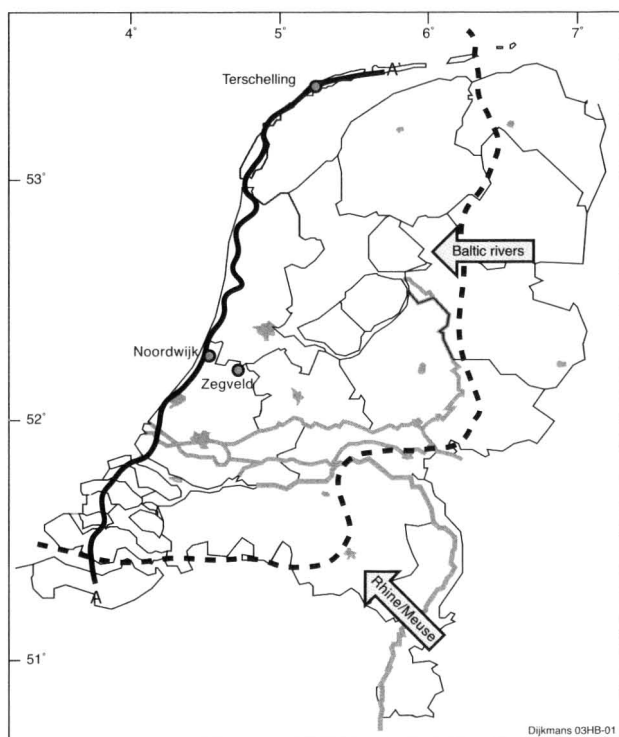 4° 5° 6° 7°
Terschelling
A'
53°
Baltic rivers
Noordwijk
Zegveld
52°
Rhine/Meuse
A
51°
Dijkmans 03HB-01